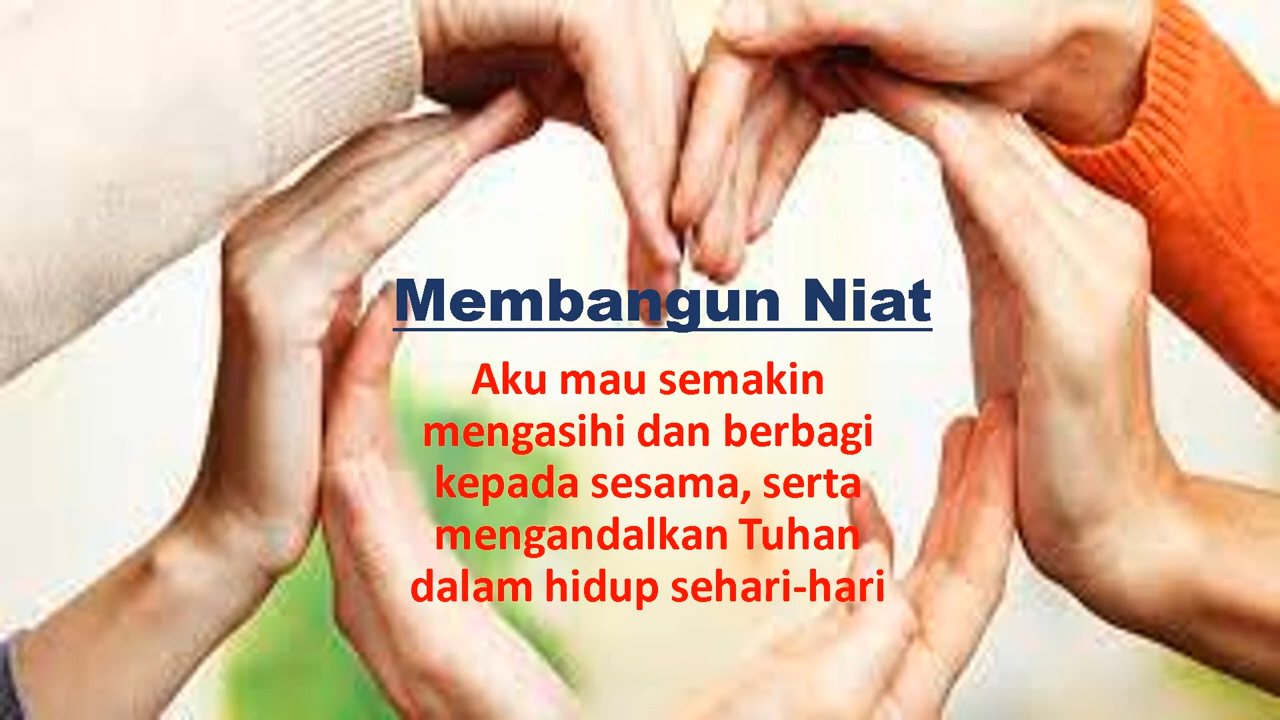 Membangun Niat
Aku mau semakin
mengasihi dan berbagi
kepada sesama, serta
mengandalkan Tuhan
dalam hidup sehari-hari